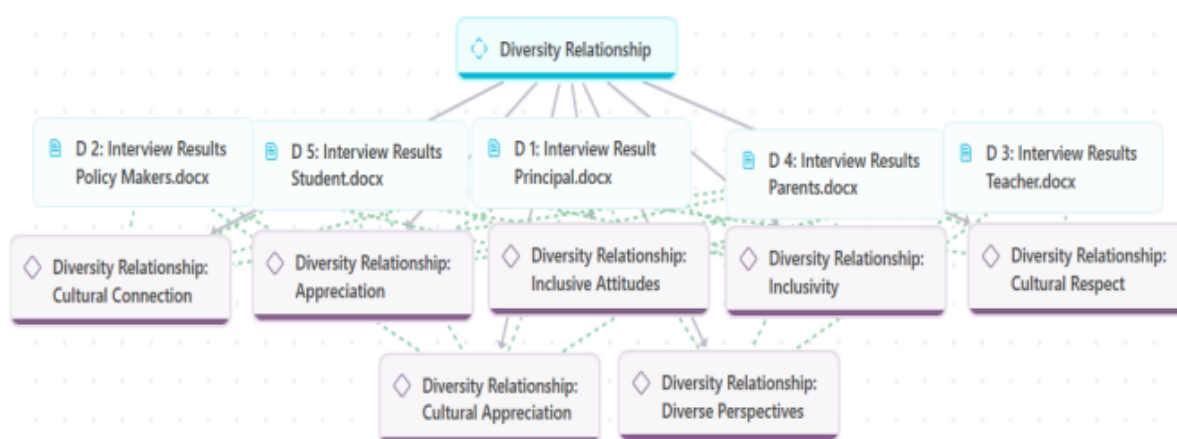 Diversity Relationship
D 2: Interview Results
Policy Makers.docx
D 5: Interview Results
Student.docx
D 1: Interview Result
Principal.docx
D 4: Interview Results
Parents.docx
D 3: Interview Results
Teacher.docx
Diversity Relationship:
Cultural Connection
Diversity Relationship:
Appreciation
Diversity Relationship:
Inclusive Attitudes
Diversity Relationship:
Inclusivity
Diversity Relationship:
Cultural Respect
Diversity Relationship:
Cultural Appreciation
Diversity Relationship:
Diverse Perspectives